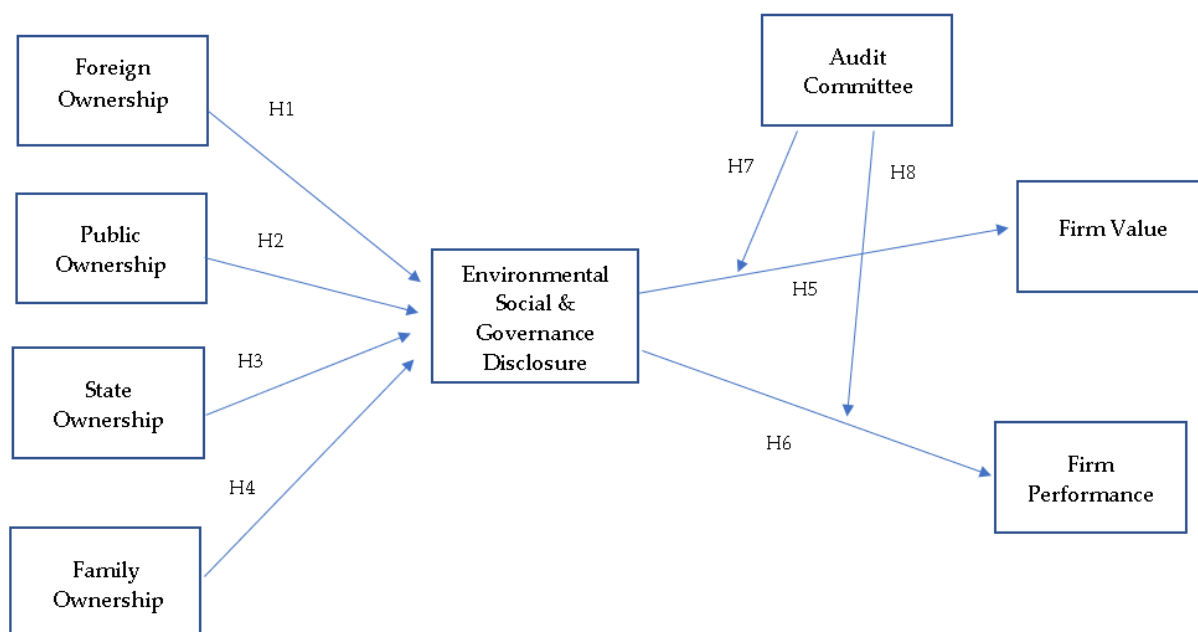 Foreign
Ownership
H1
Public
Ownership
H2
State
Ownership
H3
Family
Ownership
H4
Environmental
Social &
Governance
Disclosure
Audit
Committee
H7
H8
Firm Value
H5
Firm
Performance
H6